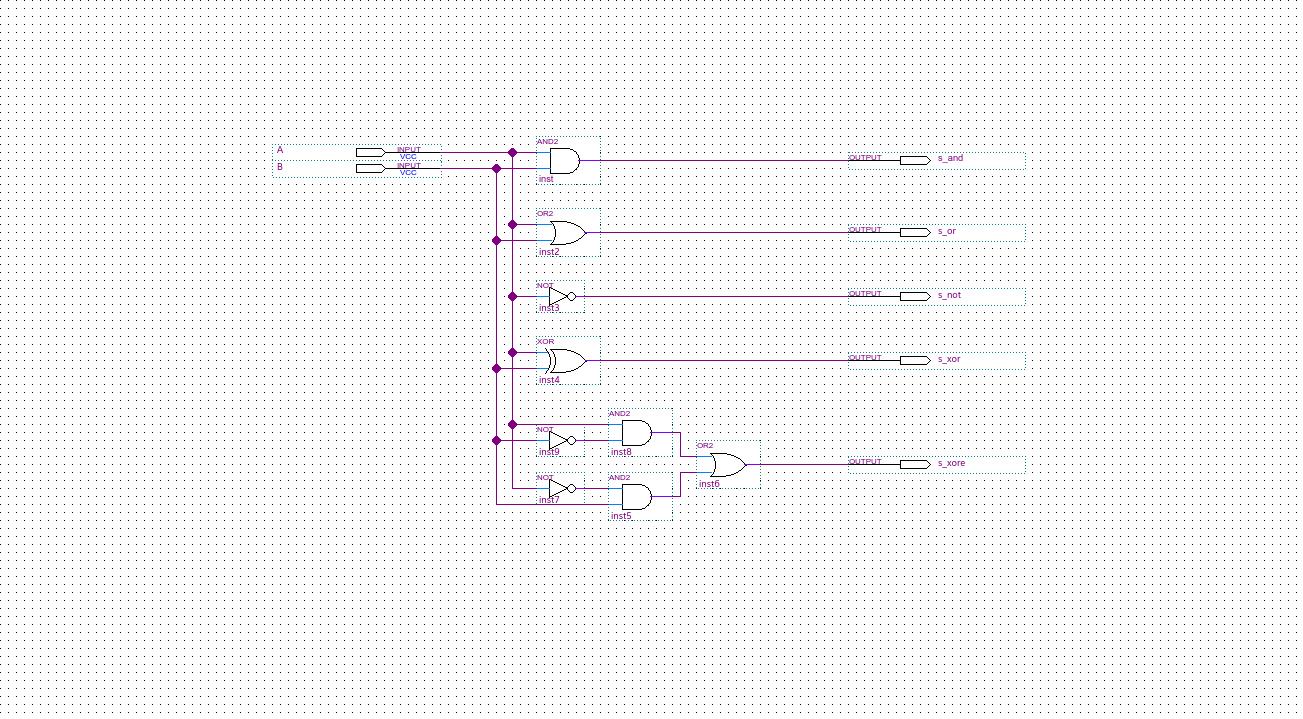 AND2
A INPUT VCC
B INPUT VCC
inst
OUTPUT s_and
OR2
inst2
OUTPUT s_or
NOT
inst3
OUTPUT s_not
XOR
inst4
OUTPUT s_xor
AND2
NOT
inst9
inst8
OR2
inst6
OUTPUT s_xore
NOT
inst7
AND2
inst5